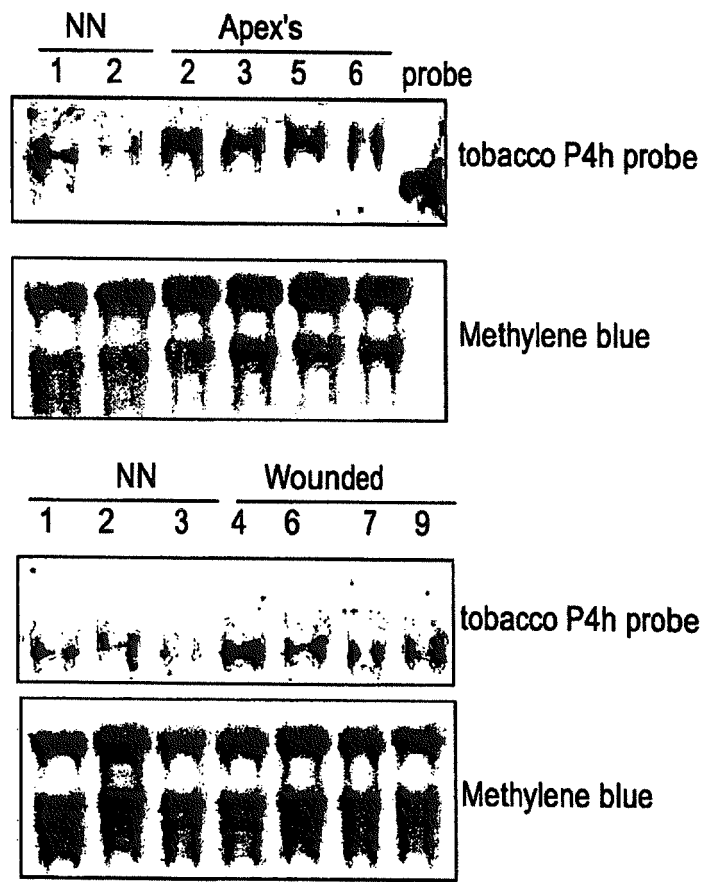 NN Apex's
1 2 2 3 5 6 probe
tobacco P4h probe
Methylene blue
NN Wounded
1 2 3 4 6 7 9
tobacco P4h probe
Methylene blue